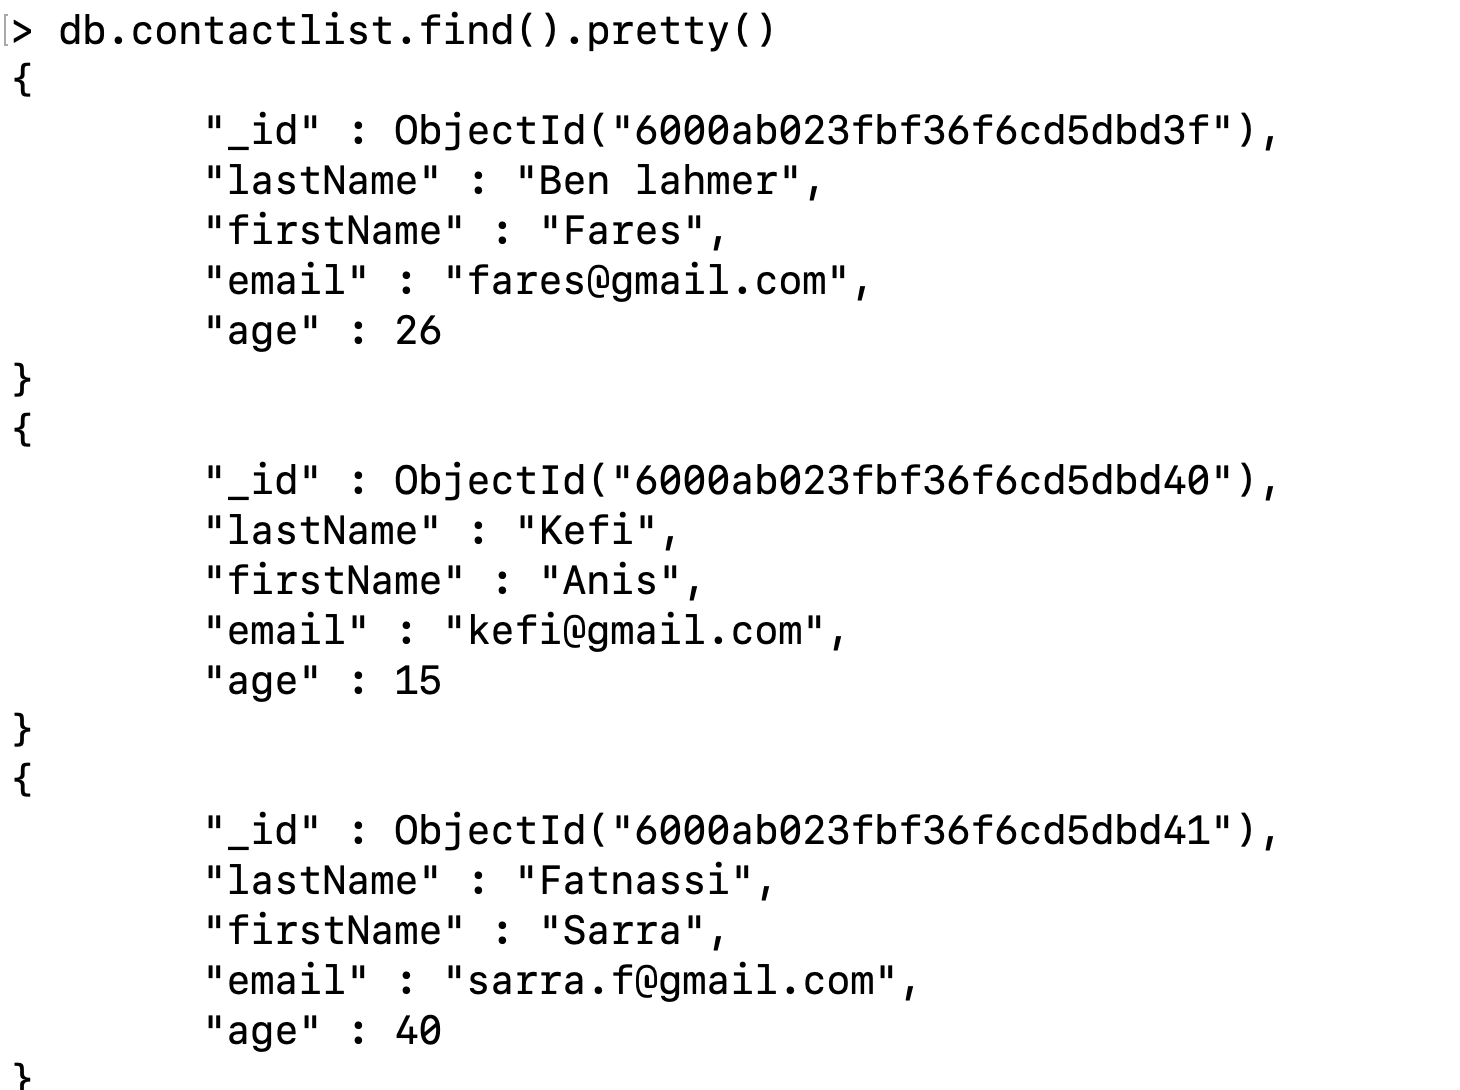 > db.contactlist.find().pretty()
{
"_id" : ObjectId("6000ab023fbf36f6cd5dbd3f"),
"lastName" : "Ben lahmer",
"firstName" : "Fares",
"email" : "fares@gmail.com",
"age" : 26
}
{
"_id" : ObjectId("6000ab023fbf36f6cd5dbd40"),
"lastName" : "Kefi",
"firstName" : "Anis",
"email" : "kefi@gmail.com",
"age" : 15
}
{
"_id" : ObjectId("6000ab023fbf36f6cd5dbd41"),
"lastName" : "Fatnassi",
"firstName" : "Sarra",
"email" : "sarra.f@gmail.com",
"age" : 40
}